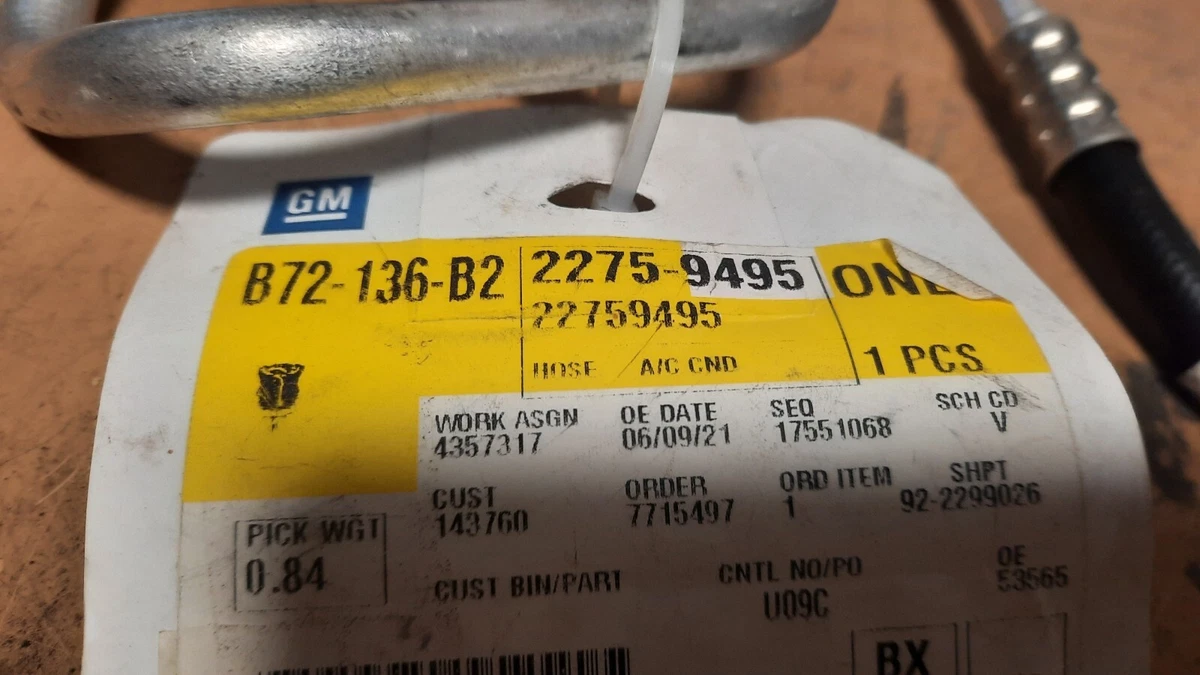 GM
B72-136-B2
2275-9495
22759495
HOSE A/C CND
1 PCS
WORK ASGN
4357317
OE DATE
06/09/21
SEQ
17551068
SCH CD
V
CUST
143760
ORDER
7715497
ORD ITEM
1
SHPT
92-2299026
PICK WGT
0.84
CUST BIN/PART
CNTL NO/PO
U09C
OE
53565
BX